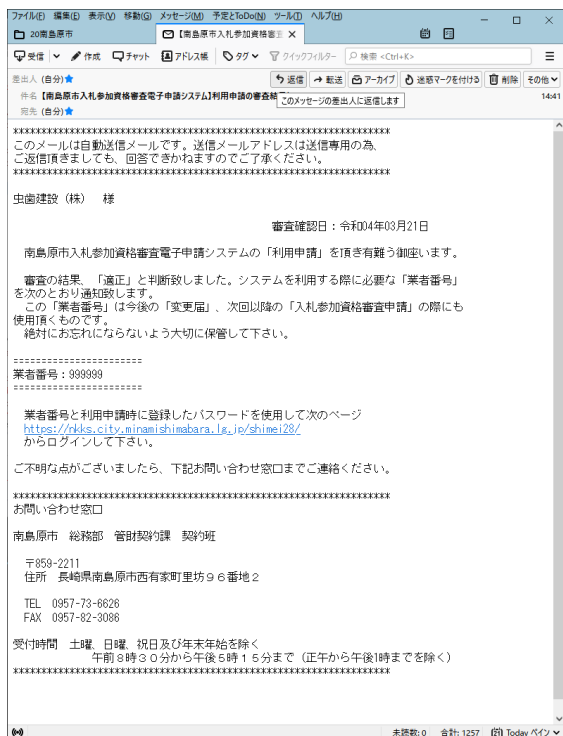 ファイル(F) 編集(E) 表示(V) 移動(G) メッセージ(M) 予定とToDo(N) ツール(T) ヘルプ(H)
20南島原市
【南島原市入札参加資格審査
受信 作成 チャット アドレス帳 タグ クイックフィルター 検索 <Ctrl+K>
差出人 (自分) 返信 転送 アーカイブ 迷惑マークを付ける 削除 その他
件名 【南島原市入札参加資格審査電子申請システム】利用申請の審査結 14:41
このメッセージの差出人に返信します
宛先 (自分)
**********************************************************************
このメールは自動送信メールです。送信メールアドレスは送信専用の為、
ご返信頂きましても、回答できかねますのでご了承ください。
**********************************************************************
虫歯建設（株） 様
審査確認日：令和04年03月21日
南島原市入札参加資格審査電子申請システムの「利用申請」を頂き有難う御座います。
審査の結果、「適正」と判断致しました。システムを利用する際に必要な「業者番号」
を次のとおり通知致します。
この「業者番号」は今後の「変更届」、次回以降の「入札参加資格審査申請」の際にも
使用頂くものです。
絶対にお忘れにならないよう大切に保管して下さい。
========================
業者番号：999999
========================
業者番号と利用申請時に登録したパスワードを使用して次のページ
https://nkks.city.minamishimabara.lg.jp/shimei28/
からログインして下さい。
ご不明な点がございましたら、下記お問い合わせ窓口までご連絡ください。
**********************************************************************
お問い合わせ窓口
南島原市 総務部 管財契約課 契約班
〒859-2211
住所 長崎県南島原市西有家町里坊９６番地２
TEL 0957-73-6626
FAX 0957-82-3086
受付時間 土曜、日曜、祝日及び年末年始を除く
午前８時３０分から午後５時１５分まで（正午から午後1時までを除く）
**********************************************************************
未読数: 0 合計: 1257 Today ペイン